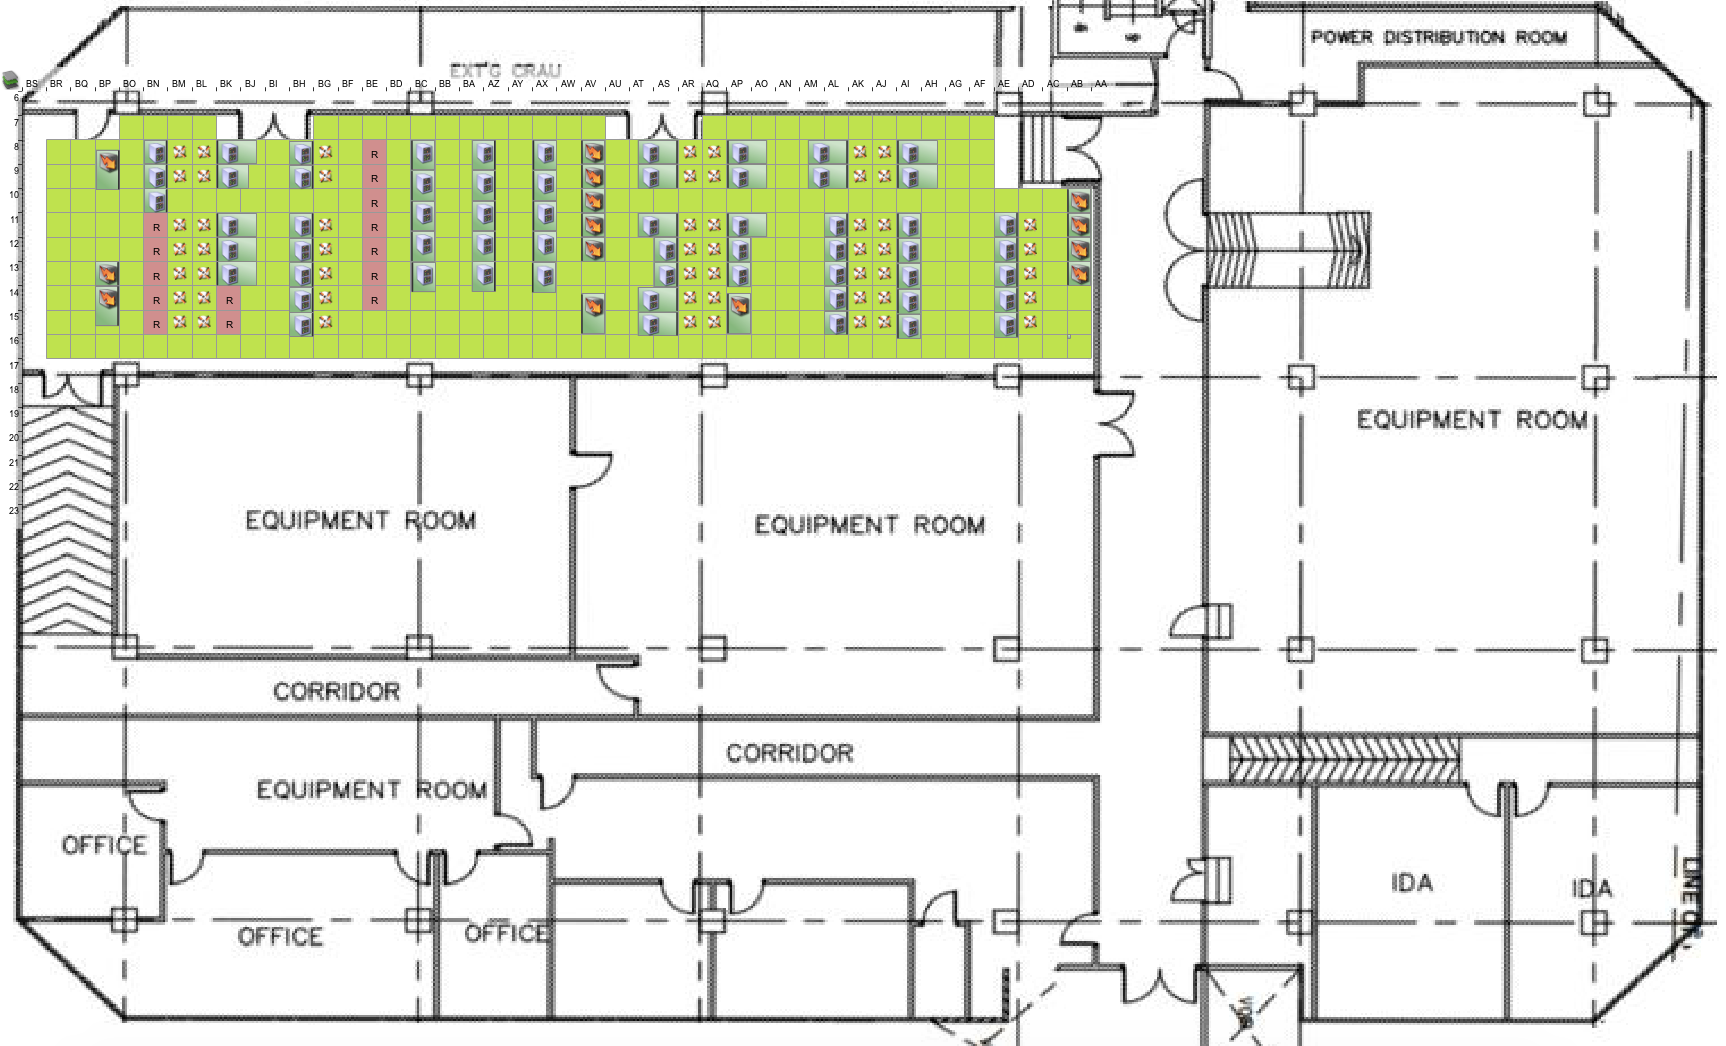 POWER DISTRIBUTION ROOM
EXT'G CRAU
BS BR BQ BP BO BN BM BL BK BJ BI BH BG BF BE BD BC BB BA AZ AY AX AW AV AU AT AS AR AQ AP AO AN AM AL AK AJ AI AH AG AF AE AD AC AB AA
6
7
8 R
9 R
10 R
11 R R
12 R R
13 R R
14 R R R
15 R R
16
17
18
19
20
21
22
23
EQUIPMENT ROOM
EQUIPMENT ROOM
EQUIPMENT ROOM
CORRIDOR
CORRIDOR
EQUIPMENT ROOM
OFFICE
IDA
IDA
OFFICE
OFFICE